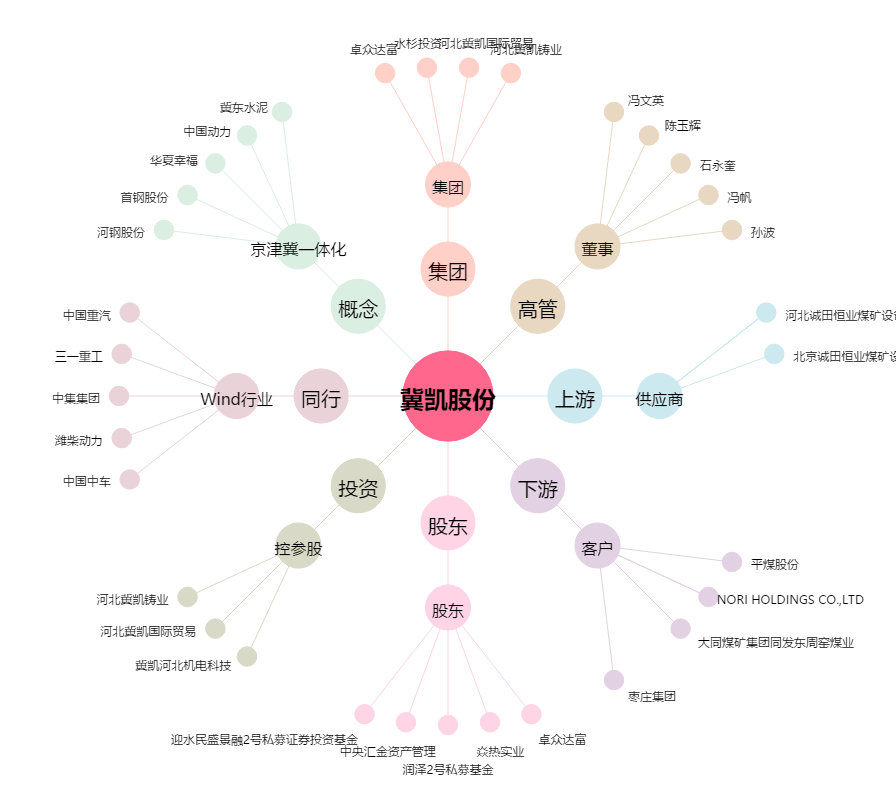 卓众达富
水杉投资
河北冀凯国际贸易
河北冀凯铸业
冀东水泥
中国动力
华夏幸福
首钢股份
河钢股份
京津冀一体化
概念
集团
集团
冯文英
陈玉辉
石永奎
冯帆
孙波
董事
高管
中国重汽
三一重工
中集集团
潍柴动力
中国中车
Wind行业
同行
冀凯股份
上游
供应商
河北诚田恒业煤矿设
北京诚田恒业煤矿设
投资
控参股
河北冀凯铸业
河北冀凯国际贸易
冀凯河北机电科技
股东
股东
迎水民盛景融2号私募证券投资基金
中央汇金资产管理
润泽2号私募基金
焱热实业
卓众达富
下游
客户
平煤股份
NORI HOLDINGS CO.,LTD
大同煤矿集团同发东周窑煤业
枣庄集团